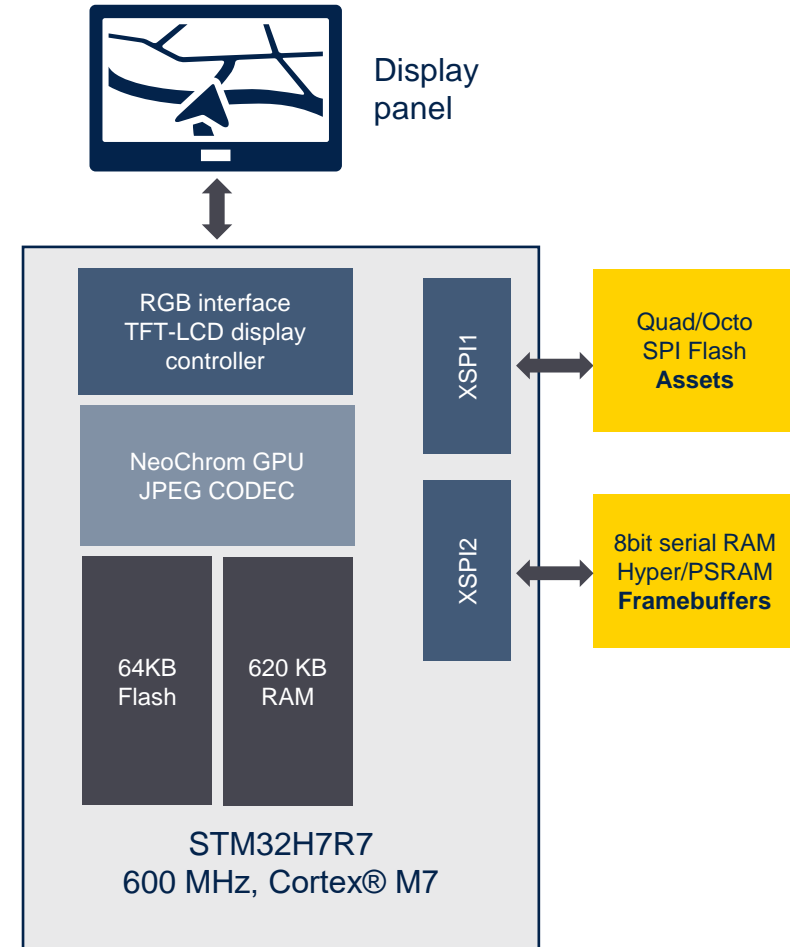 Display
panel
RGB interface
TFT-LCD display
controller
NeoChrom GPU
JPEG CODEC
64KB
Flash
620 KB
RAM
XSPI1
XSPI2
Quad/Octo
SPI Flash
Assets
8bit serial RAM
Hyper/PSRAM
Framebuffers
STM32H7R7
600 MHz, Cortex® M7